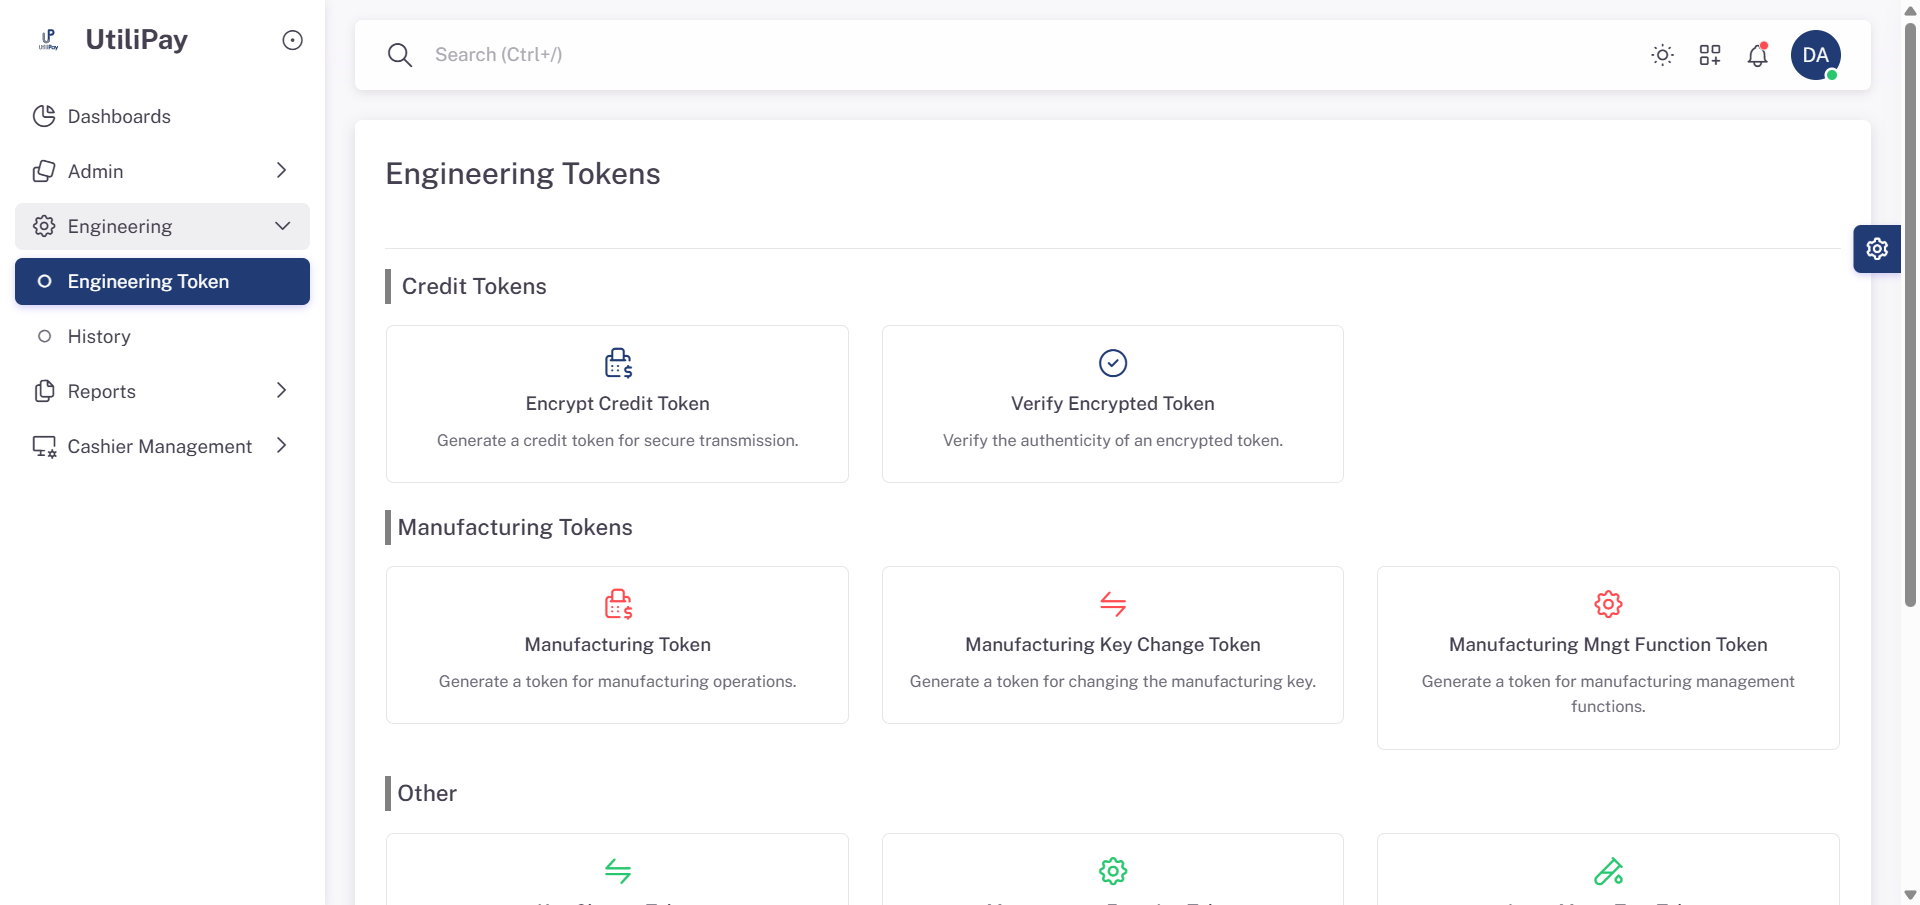 UP
UtiliPay
UtiliPay
Dashboards
Admin
Engineering
Engineering Token
History
Reports
Cashier Management
Search (Ctrl+/)
DA
Engineering Tokens
Credit Tokens
Encrypt Credit Token
Generate a credit token for secure transmission.
Verify Encrypted Token
Verify the authenticity of an encrypted token.
Manufacturing Tokens
Manufacturing Token
Generate a token for manufacturing operations.
Manufacturing Key Change Token
Generate a token for changing the manufacturing key.
Manufacturing Mngt Function Token
Generate a token for manufacturing management
functions.
Other